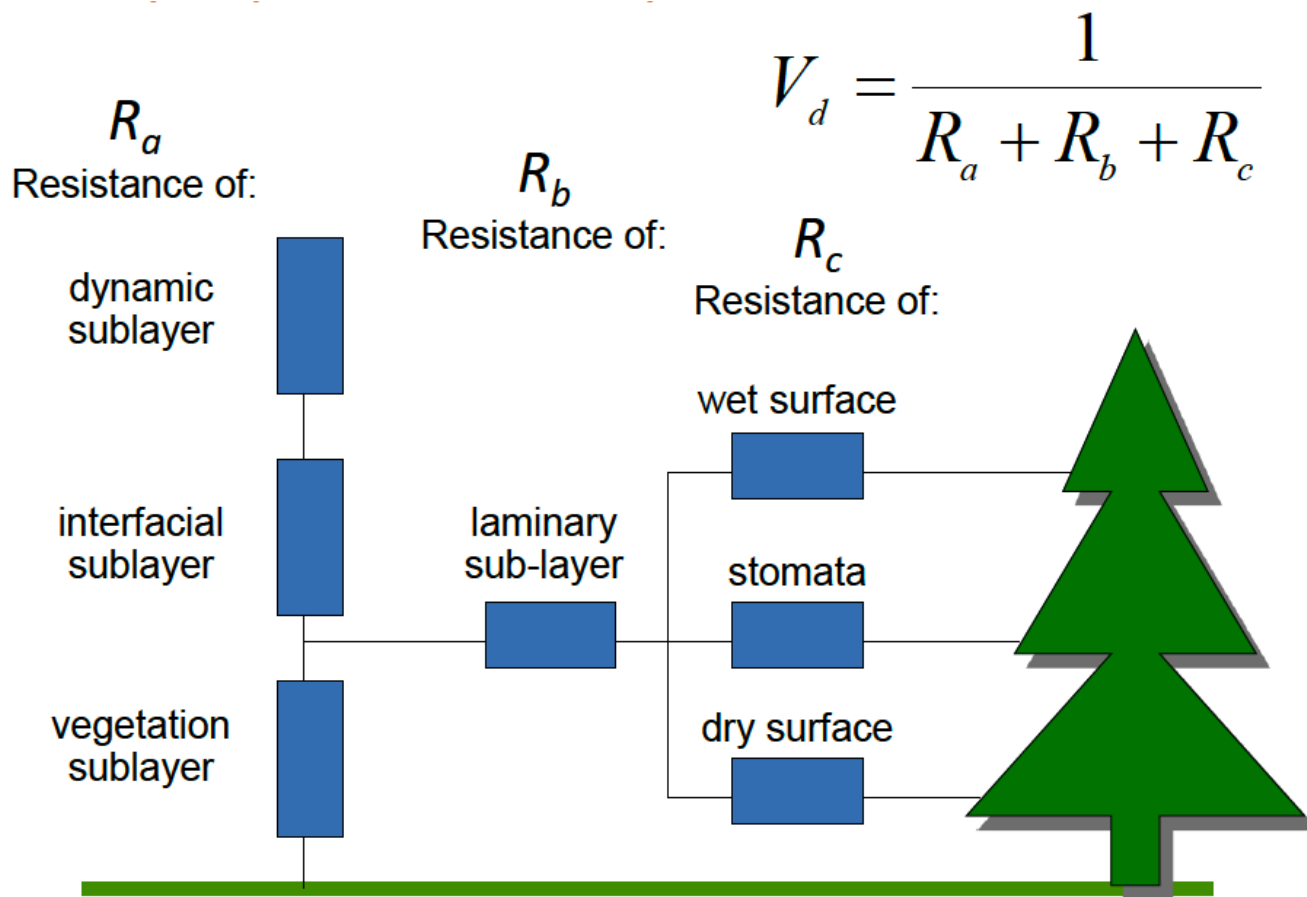 V_d = 1 / (R_a + R_b + R_c)
R_a
Resistance of:
dynamic
sublayer
interfacial
sublayer
vegetation
sublayer
R_b
Resistance of:
laminary
sub-layer
R_c
Resistance of:
wet surface
stomata
dry surface